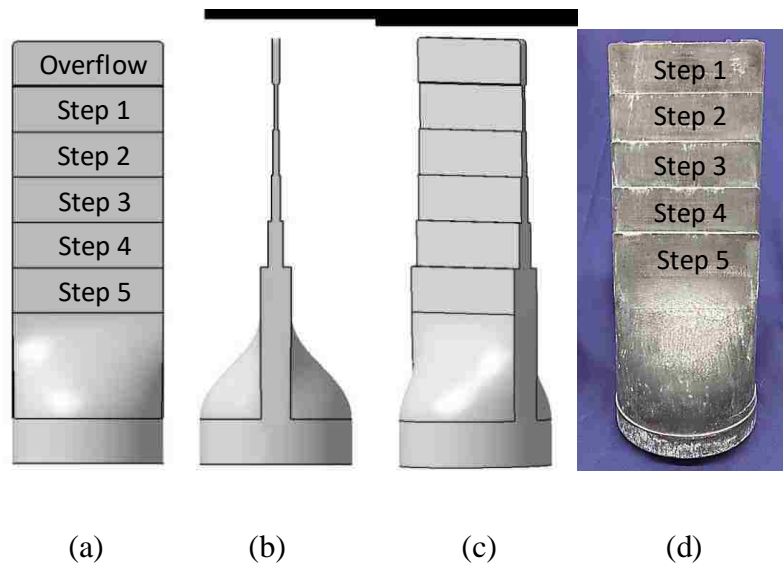 Overflow
Step 1
Step 2
Step 3
Step 4
Step 5
Step 1
Step 2
Step 3
Step 4
Step 5
(a)
(b)
(c)
(d)